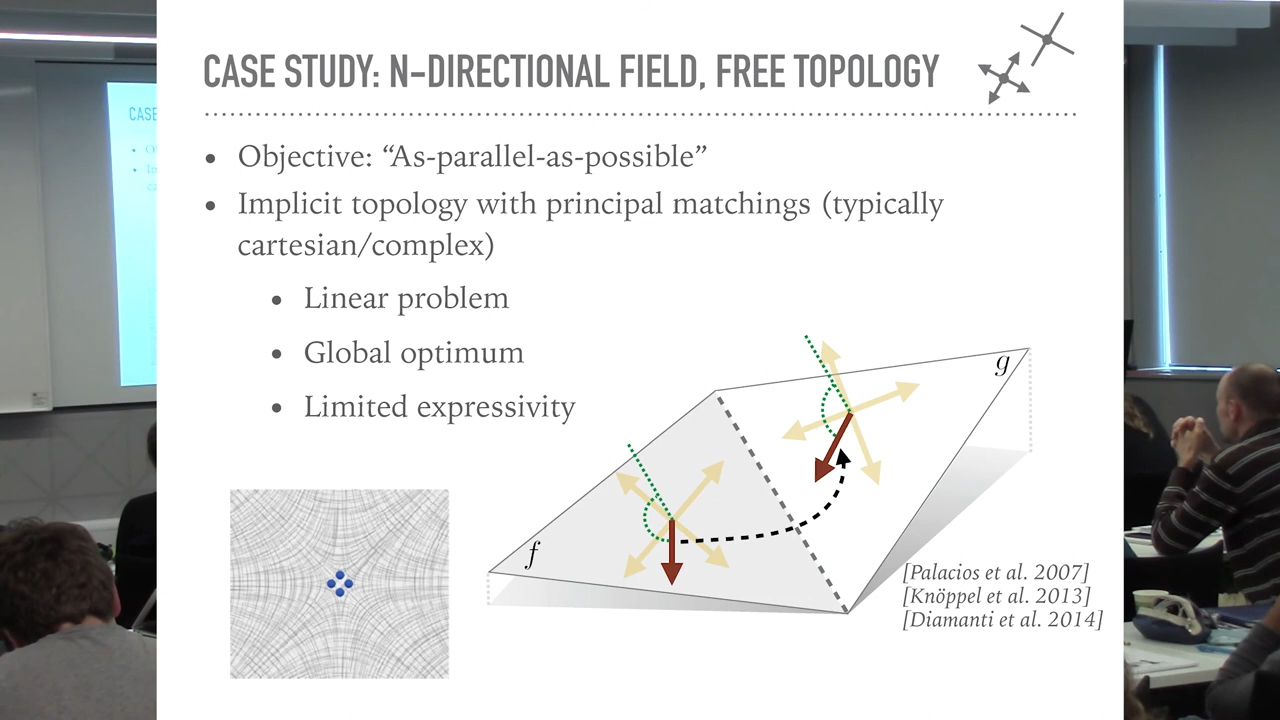 CASE STUDY: N-DIRECTIONAL FIELD, FREE TOPOLOGY
• Objective: “As-parallel-as-possible”
• Implicit topology with principal matchings (typically
cartesian/complex)
• Linear problem
• Global optimum
• Limited expressivity
g
f
[Palacios et al. 2007]
[Knöppel et al. 2013]
[Diamanti et al. 2014]
CASE